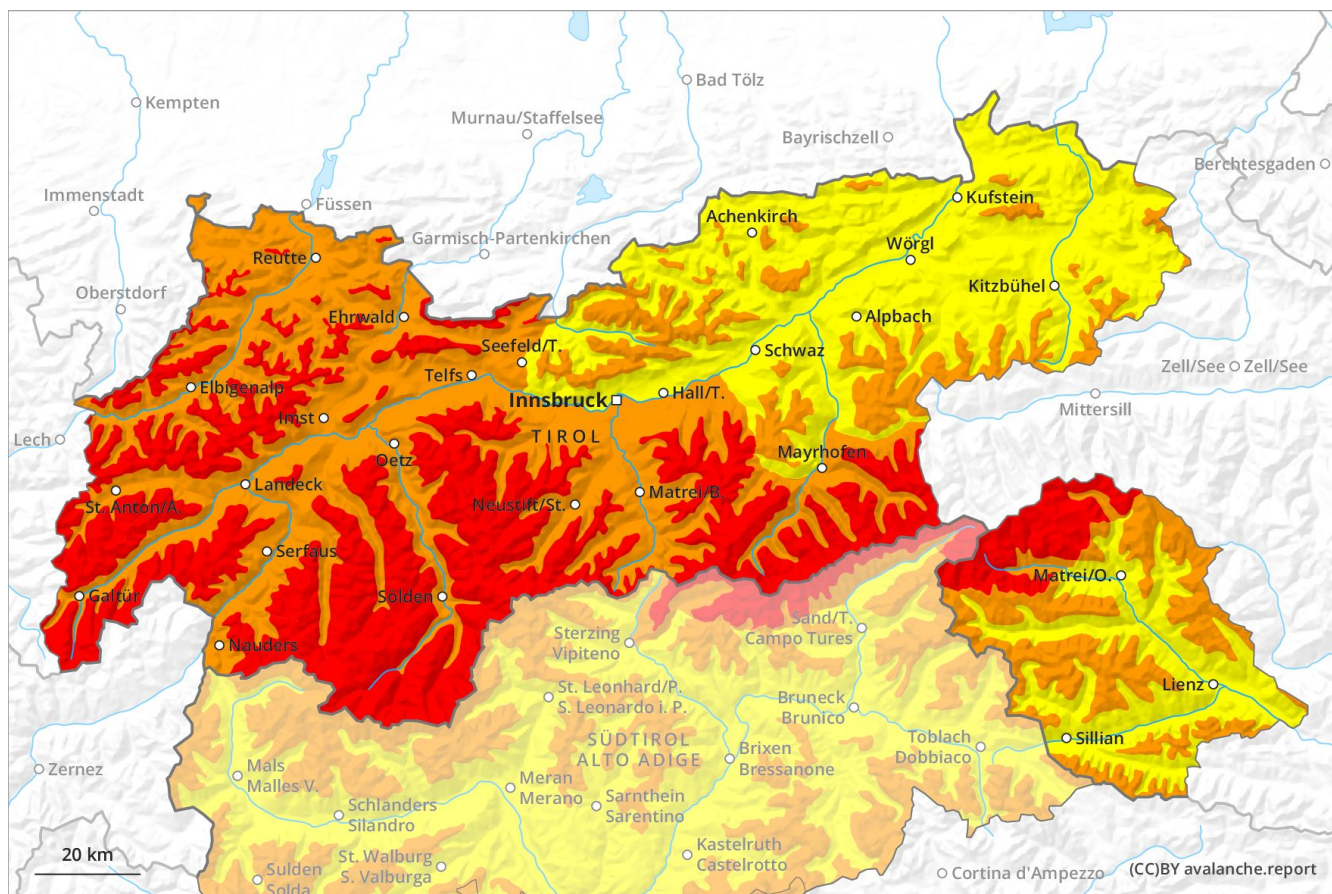 Bad Tölz
Kempten
Murnau/Staffelsee
Bayrischzell
Berchtesgaden
Immenstadt
Füssen
Kufstein
Achenkirch
Garmisch-Partenkirchen
Wörgl
Reutte
Kitzbühel
Oberstdorf
Ehrwald
Alpbach
Seefeld/T.
Schwaz
Zell/See
Zell/See
Telfs
Elbigenalp
Hall/T.
Innsbruck
Mittersill
Imst
TIROL
Lech
Mayrhofen
Oetz
Landeck
Matrei/B.
St. Anton/A.
Neustift/St.
Serfaus
Matrei/O.
Galtür
Sölden
Sand/T.
Campo Tures
Sterzing
Vipiteno
Nauders
Lienz
St. Leonhard/P.
S. Leonardo i. P.
Bruneck
Brunico
Sillian
SÜDTIROL
ALTO ADIGE
Toblach
Dobbiaco
Brixen
Bressanone
Zernez
Mals
Malles V.
Meran
Merano
Sarnthein
Sarentino
Schlanders
Silandro
Kastelruth
Castelrotto
20 km
St. Walburg
S. Valburga
Sulden
Solda
Cortina d'Ampezzo
(CC)BY avalanche.report